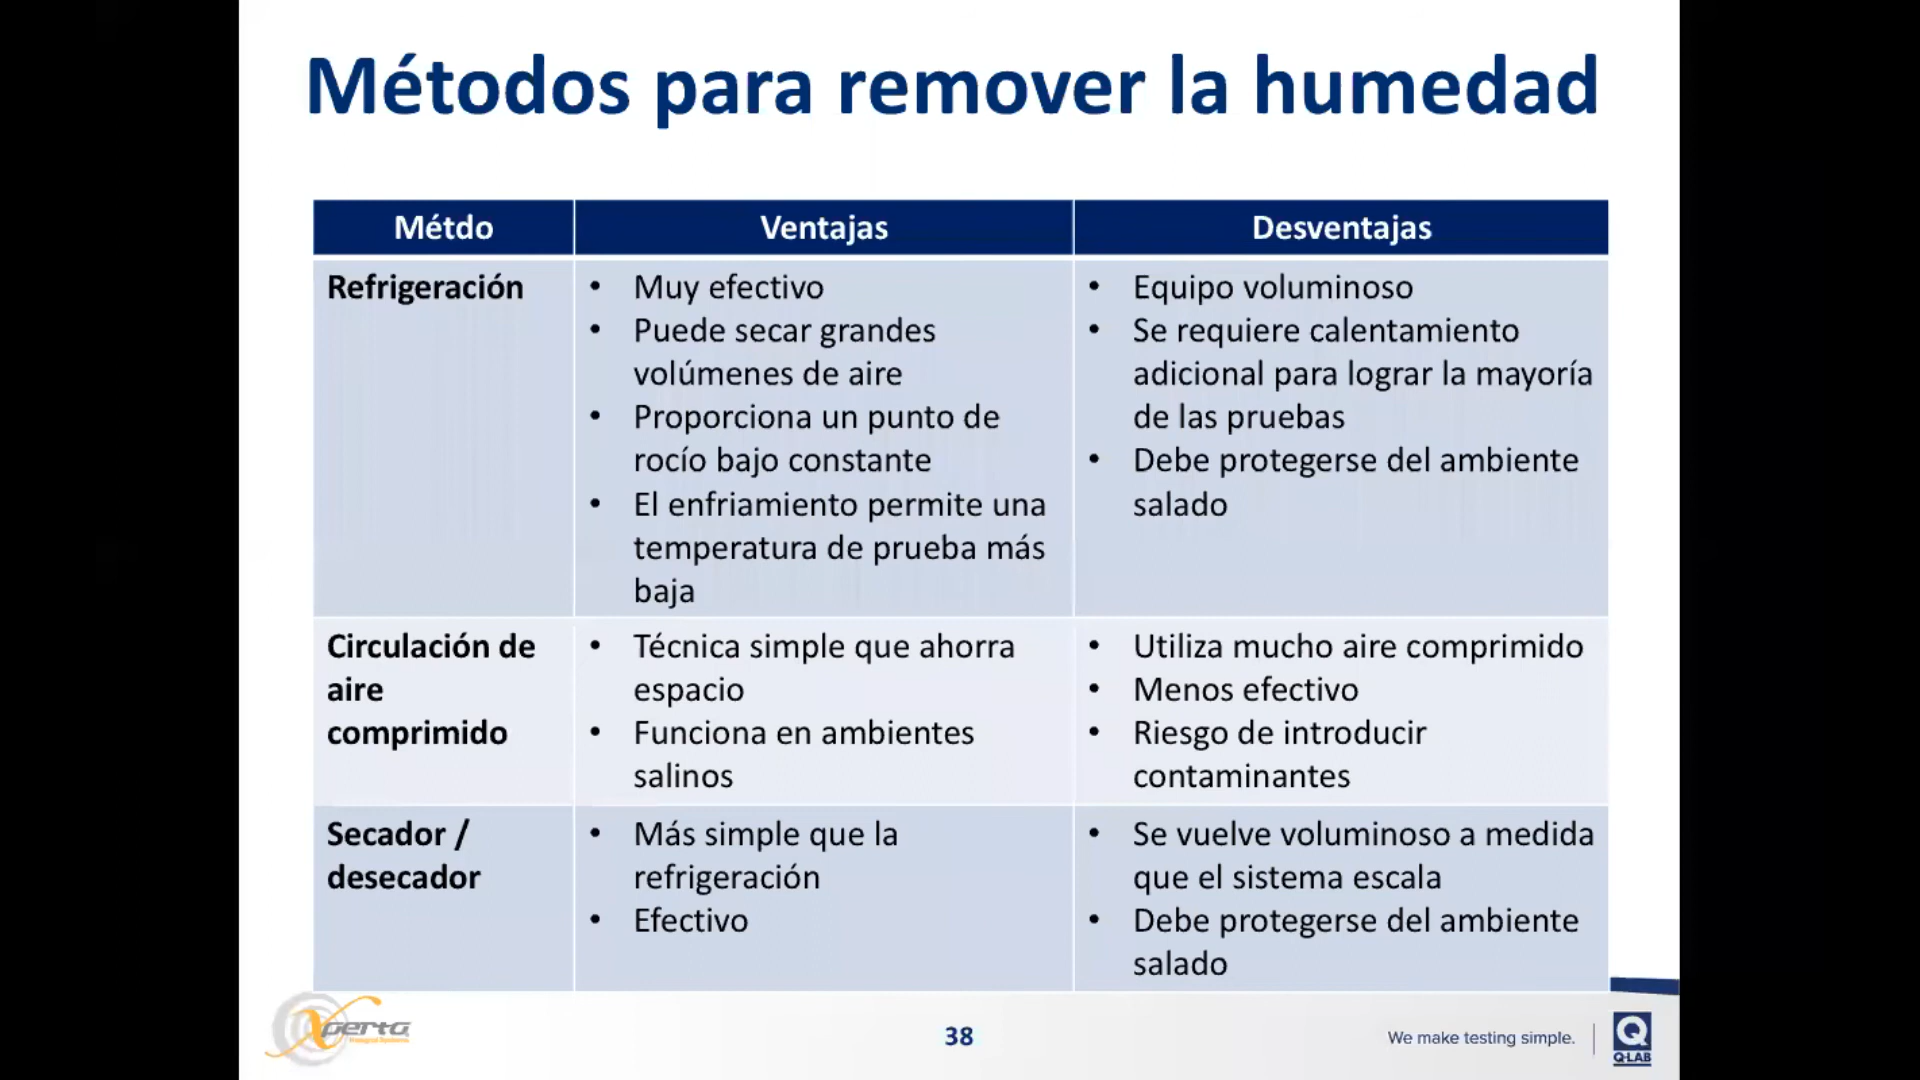 Métodos para remover la humedad
Métdo
Ventajas
Desventajas
Refrigeración
• Muy efectivo
• Puede secar grandes
volúmenes de aire
• Proporciona un punto de
rocío bajo constante
• El enfriamiento permite una
temperatura de prueba más
baja
• Equipo voluminoso
• Se requiere calentamiento
adicional para lograr la mayoría
de las pruebas
• Debe protegerse del ambiente
salado
Circulación de
aire
comprimido
• Técnica simple que ahorra
espacio
• Funciona en ambientes
salinos
• Utiliza mucho aire comprimido
• Menos efectivo
• Riesgo de introducir
contaminantes
Secador /
desecador
• Más simple que la
refrigeración
• Efectivo
• Se vuelve voluminoso a medida
que el sistema escala
• Debe protegerse del ambiente
salado
Xperta
38
We make testing simple.
Q-LAB